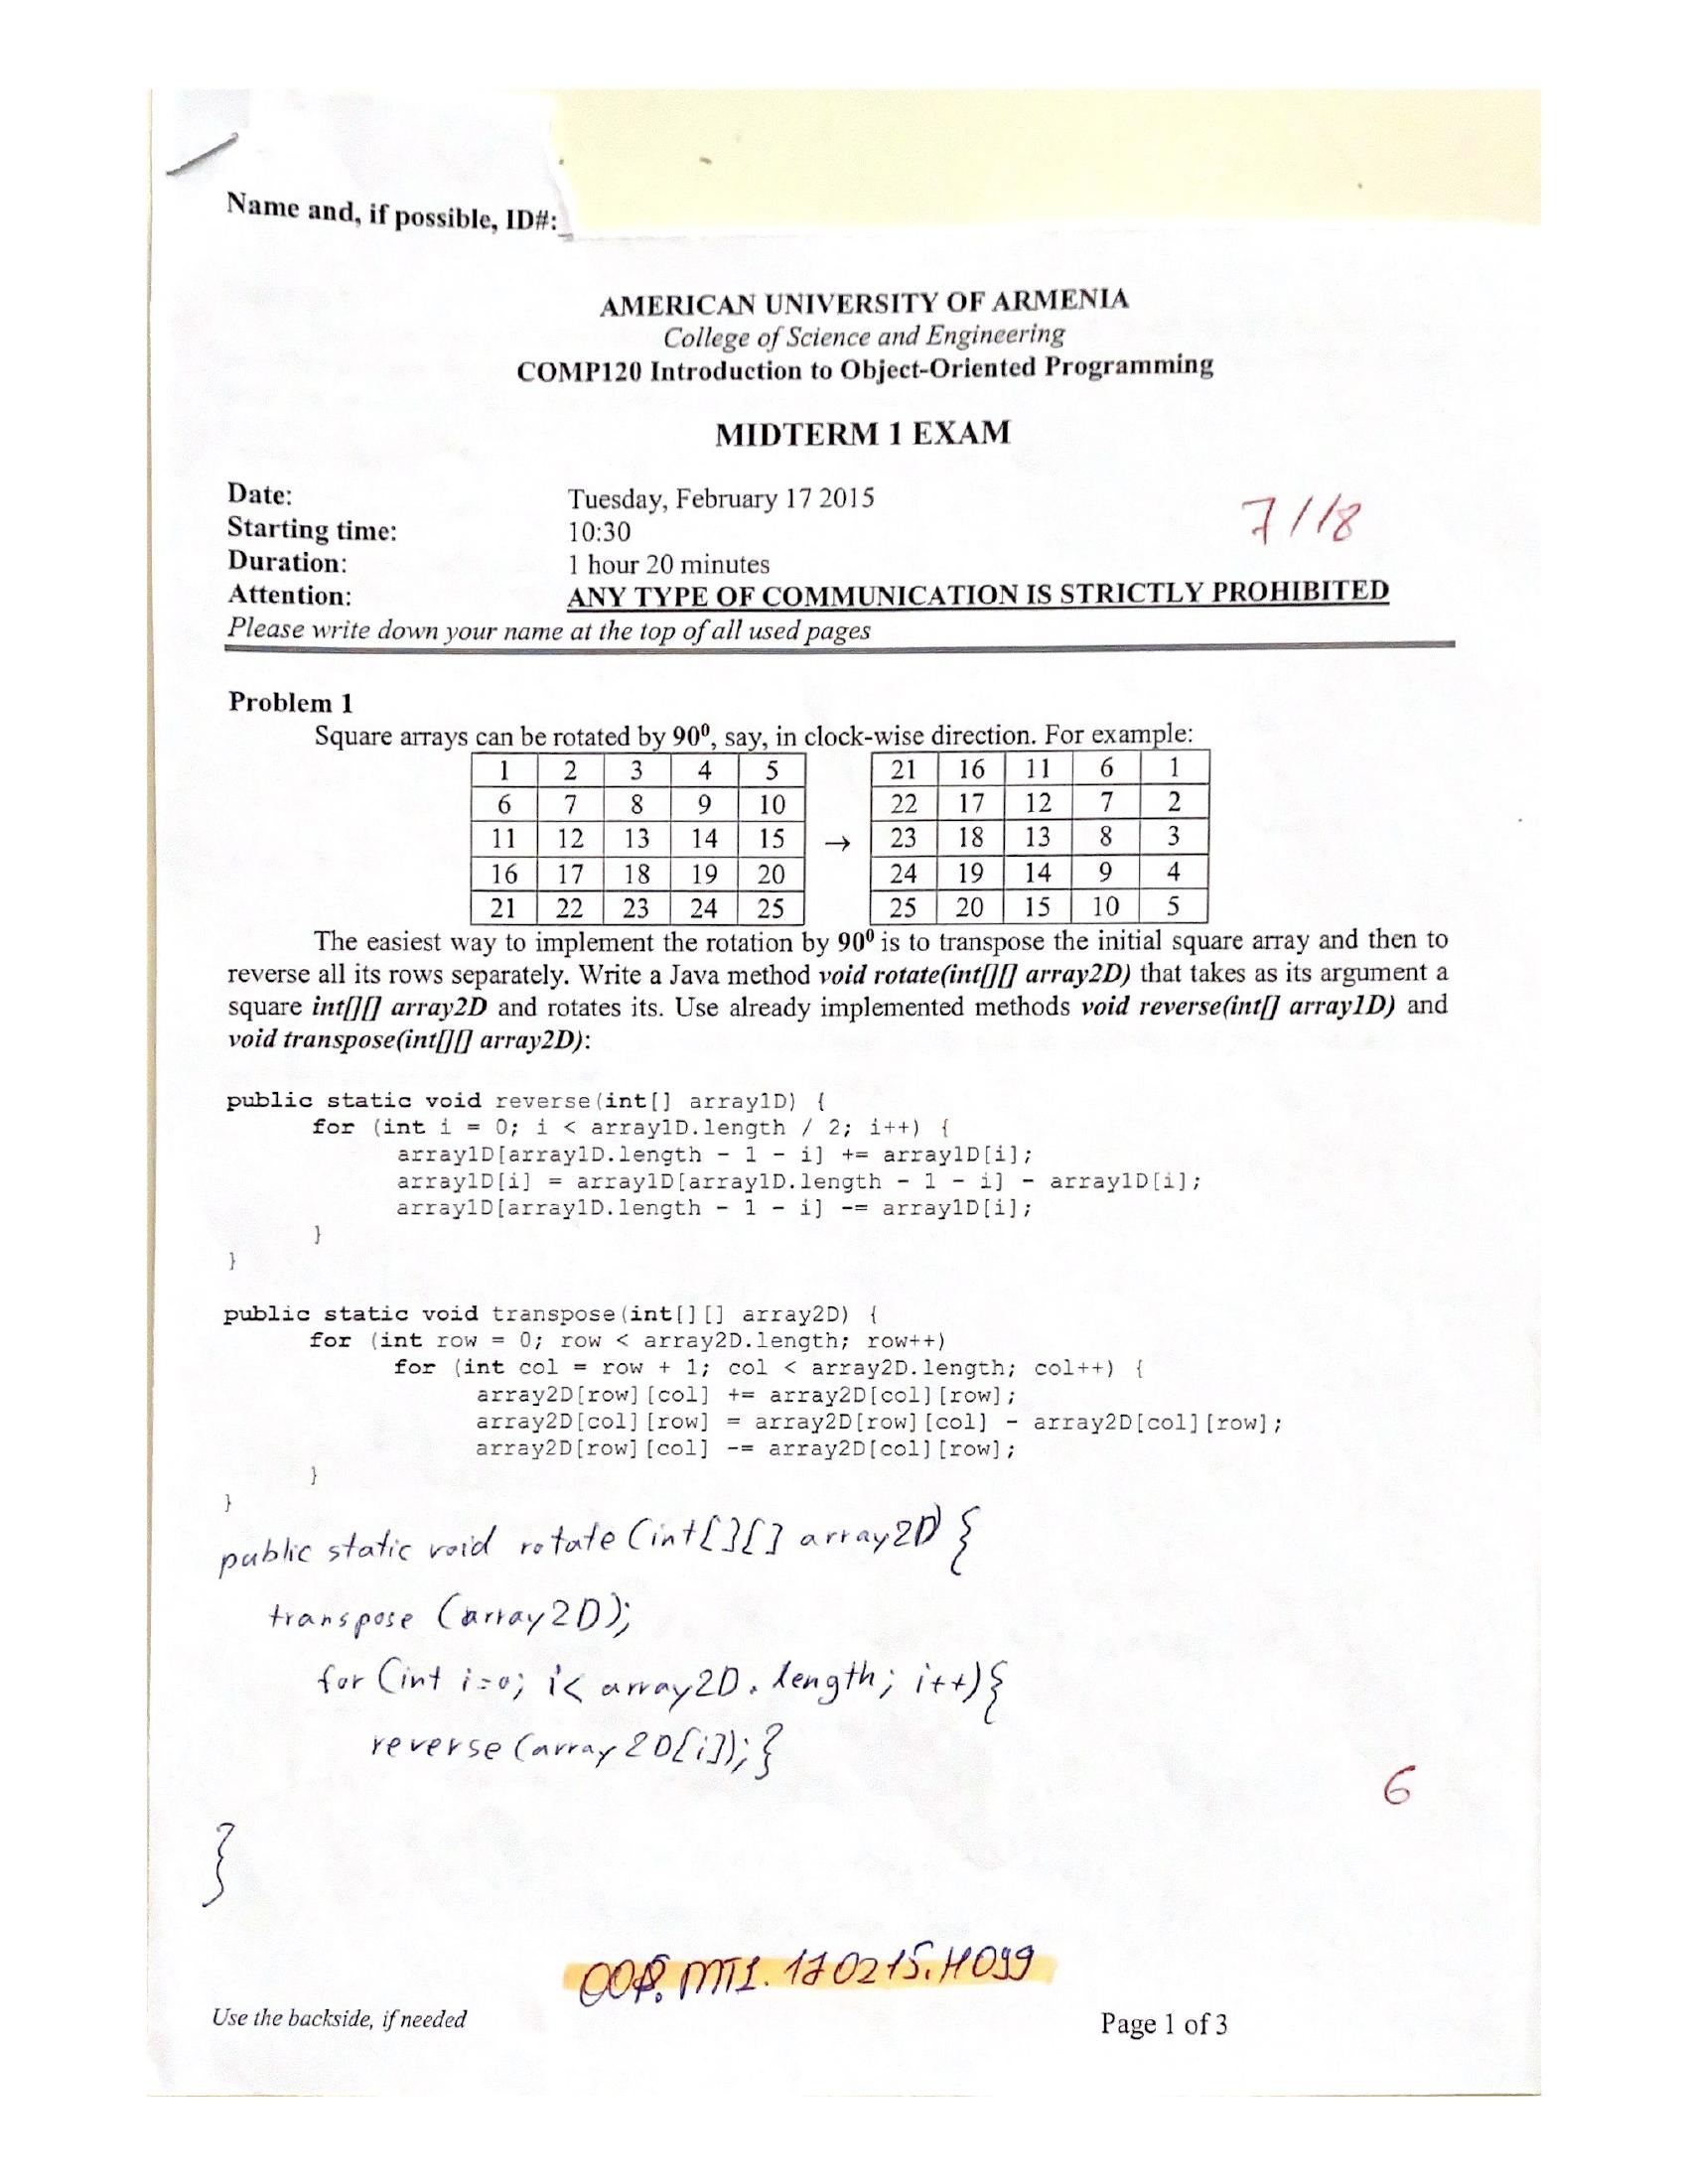 Name and, if possible, ID#:
AMERICAN UNIVERSITY OF ARMENIA
College of Science and Engineering
COMP120 Introduction to Object-Oriented Programming
MIDTERM 1 EXAM
Date: Tuesday, February 17 2015
7/18
Starting time: 10:30
Duration: 1 hour 20 minutes
Attention: ANY TYPE OF COMMUNICATION IS STRICTLY PROHIBITED
Please write down your name at the top of all used pages
Problem 1
Square arrays can be rotated by 90⁰, say, in clock-wise direction. For example:
1 2 3 4 5 21 16 11 6 1
6 7 8 9 10 22 17 12 7 2
11 12 13 14 15 → 23 18 13 8 3
16 17 18 19 20 24 19 14 9 4
21 22 23 24 25 25 20 15 10 5
The easiest way to implement the rotation by 90⁰ is to transpose the initial square array and then to
reverse all its rows separately. Write a Java method void rotate(int[][] array2D) that takes as its argument a
square int[][] array2D and rotates its. Use already implemented methods void reverse(int[] array1D) and
void transpose(int[][] array2D):
public static void reverse(int[] array1D) {
for (int i = 0; i < array1D.length / 2; i++) {
array1D[array1D.length - 1 - i] += array1D[i];
array1D[i] = array1D[array1D.length - 1 - i] - array1D[i];
array1D[array1D.length - 1 - i] -= array1D[i];
}
}
public static void transpose(int[][] array2D) {
for (int row = 0; row < array2D.length; row++)
for (int col = row + 1; col < array2D.length; col++) {
array2D[row][col] += array2D[col][row];
array2D[col][row] = array2D[row][col] - array2D[col][row];
array2D[row][col] -= array2D[col][row];
}
}
public static void rotate (int[][] array2D) {
transpose (array2D);
for (int i=0; i< array2D.length; i++){
reverse (array2D[i]);}
6
}
OOP.MT1.170215.H099
Use the backside, if needed
Page 1 of 3